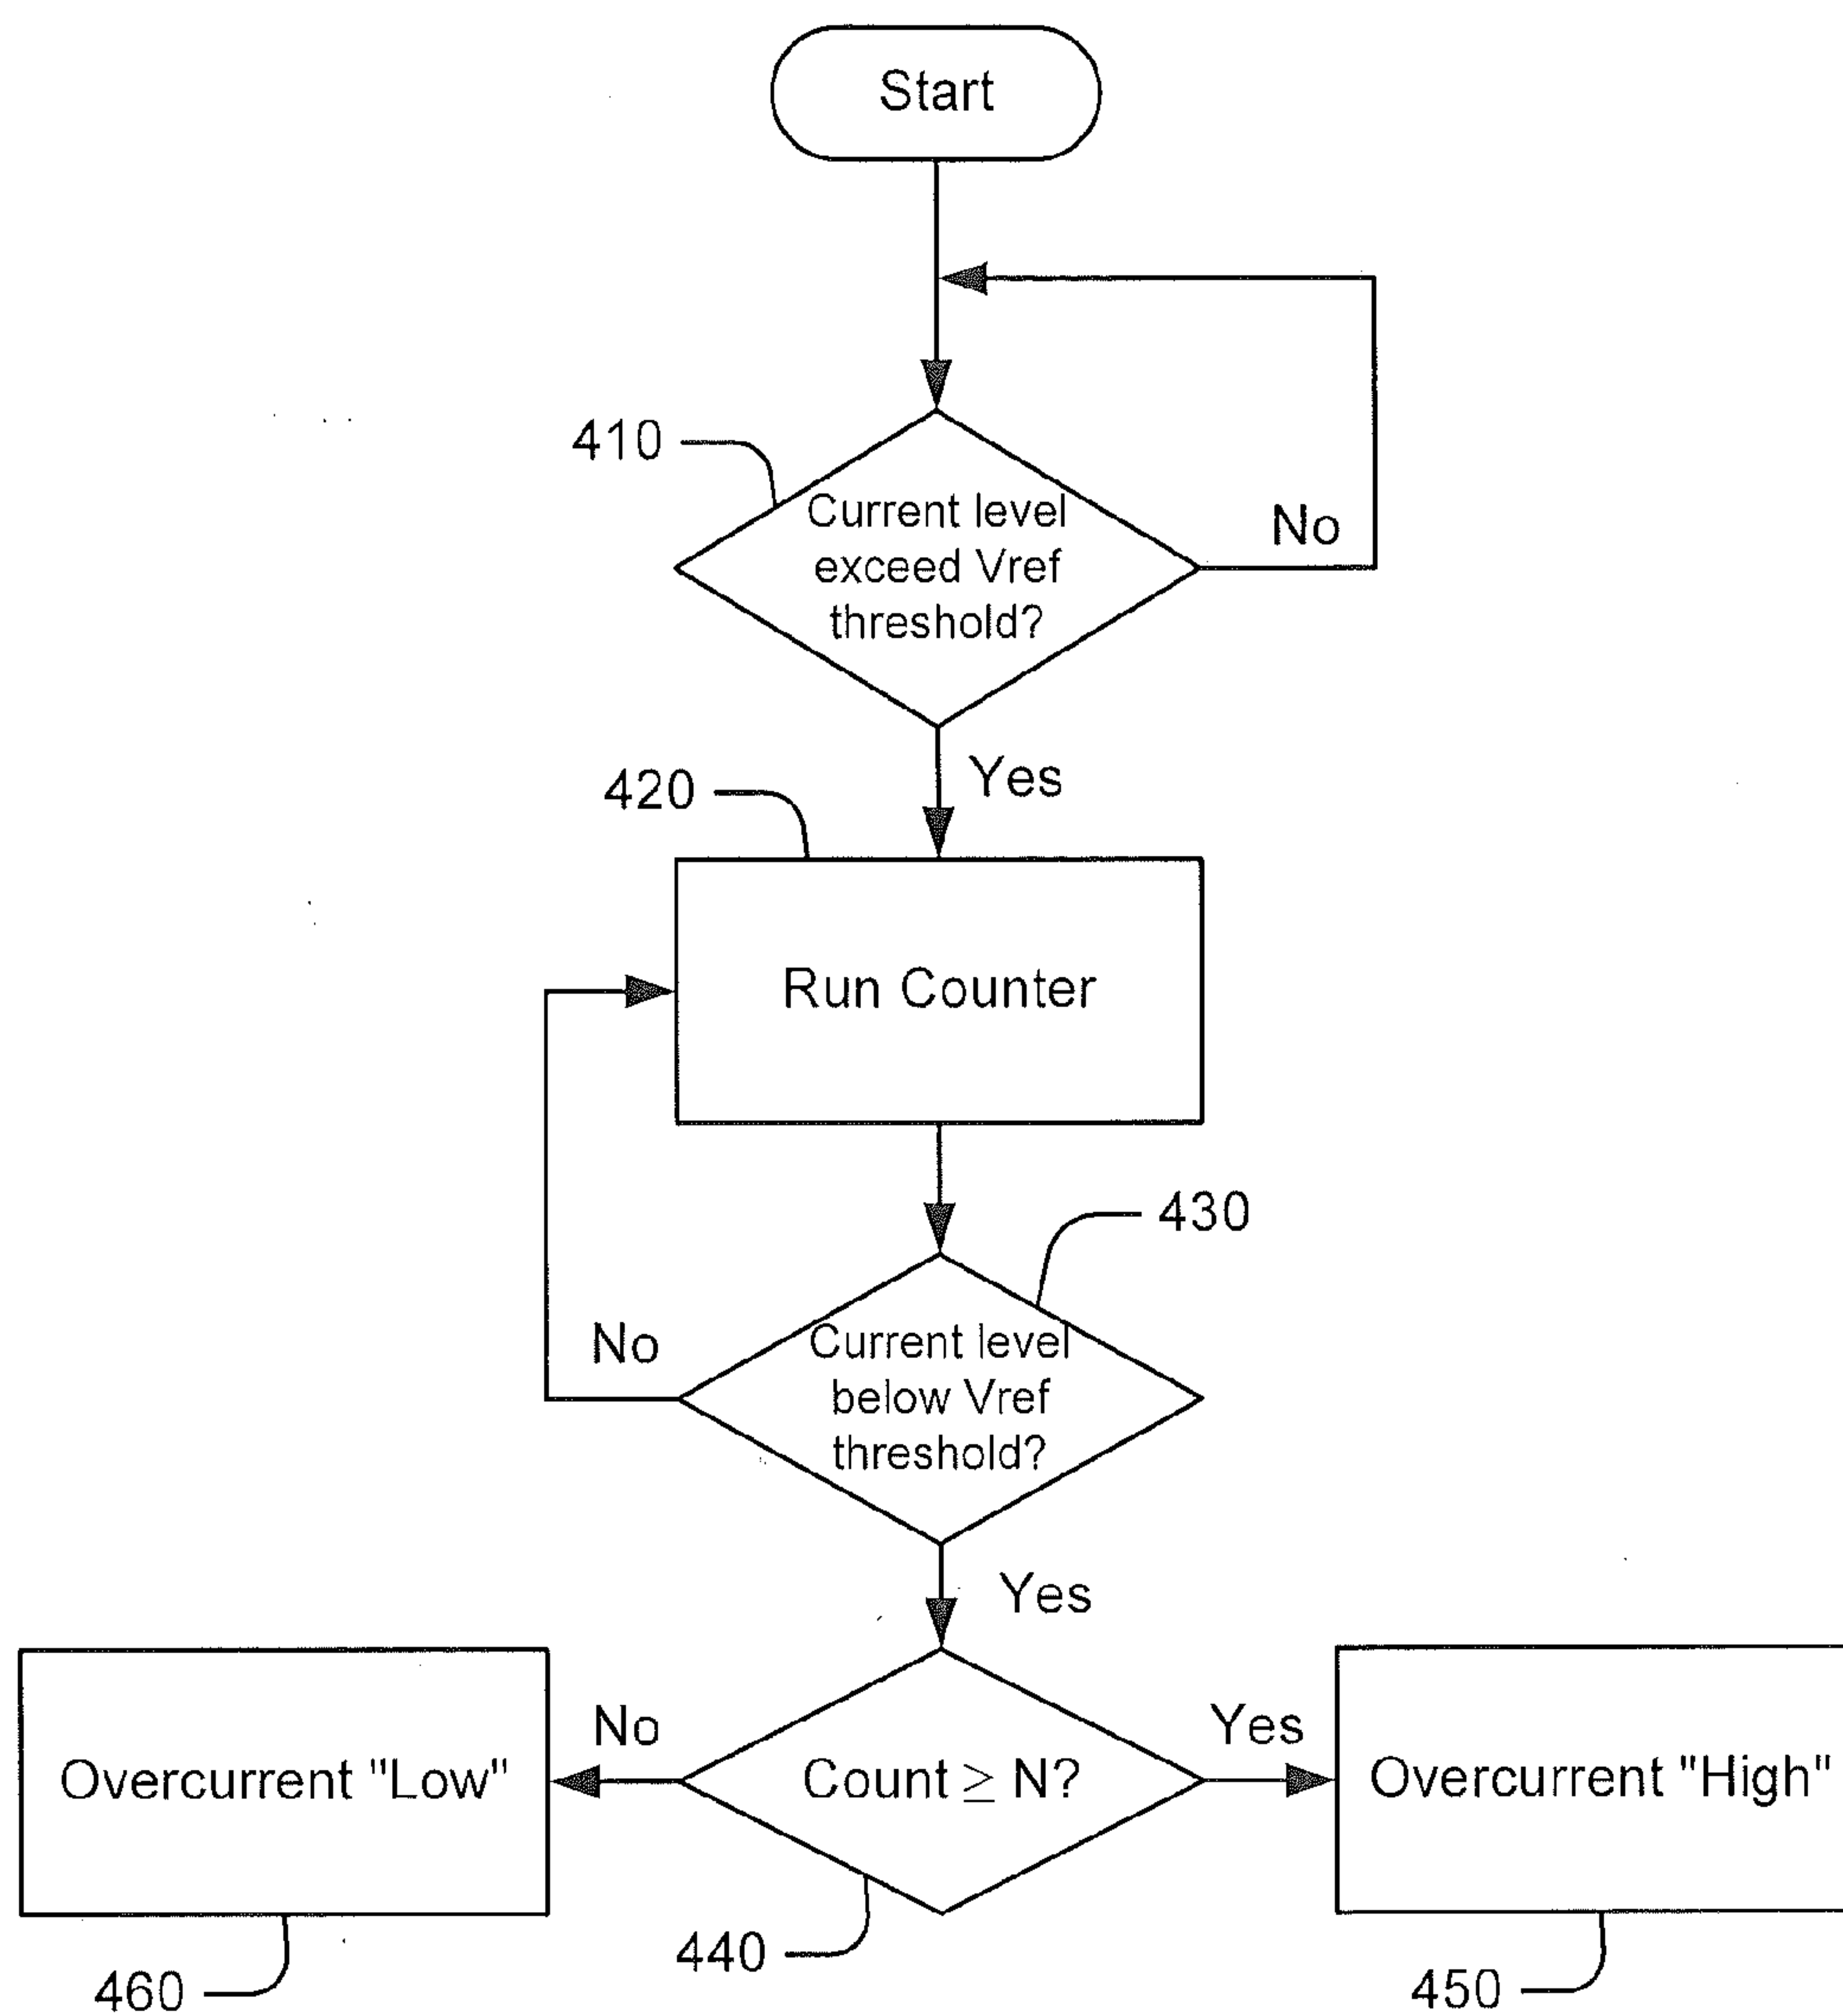 Start
410
Current level
exceed Vref
threshold?
No
Yes
420
Run Counter
430
No
Current level
below Vref
threshold?
Yes
Overcurrent "Low"
No
Count ≥ N?
Yes
Overcurrent "High"
460
440
450